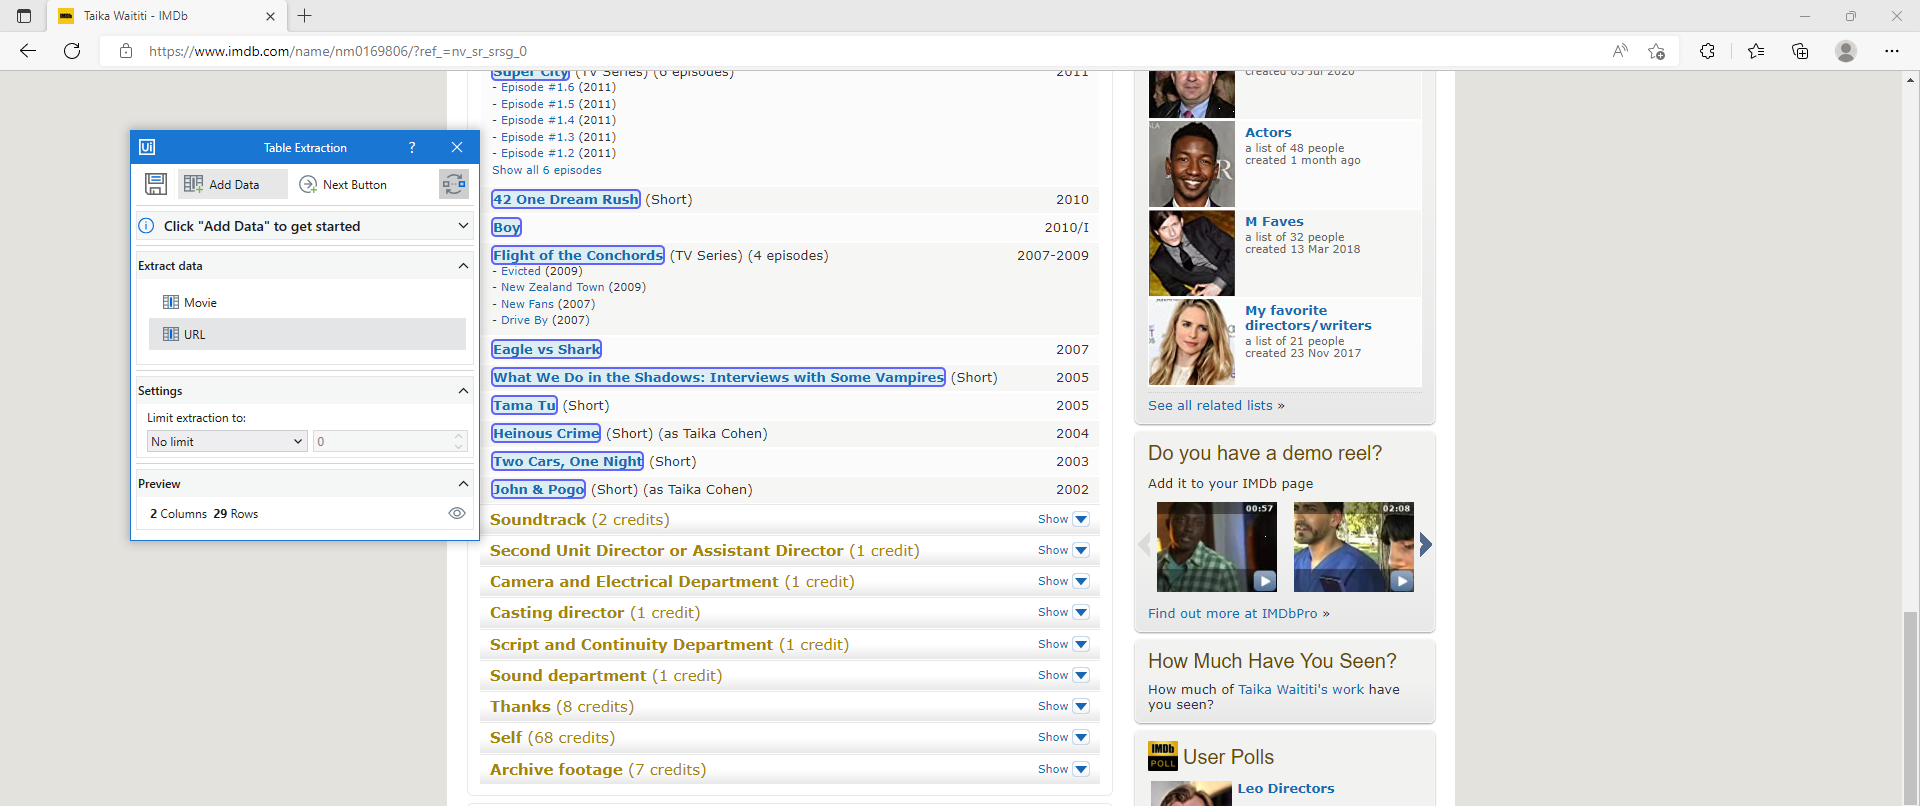 Taika Waititi - IMDb
https://www.imdb.com/name/nm0169806/?ref_=nv_sr_srsg_0
Ui Table Extraction ?
Add Data Next Button
Click "Add Data" to get started
Extract data
Movie
URL
Settings
Limit extraction to:
No limit 0
Preview
2 Columns 29 Rows
Super City (TV Series) (6 episodes) 2011
- Episode #1.6 (2011)
- Episode #1.5 (2011)
- Episode #1.4 (2011)
- Episode #1.3 (2011)
- Episode #1.2 (2011)
Show all 6 episodes
42 One Dream Rush (Short) 2010
Boy 2010/I
Flight of the Conchords (TV Series) (4 episodes) 2007-2009
- Evicted (2009)
- New Zealand Town (2009)
- New Fans (2007)
- Drive By (2007)
Eagle vs Shark 2007
What We Do in the Shadows: Interviews with Some Vampires (Short) 2005
Tama Tu (Short) 2005
Heinous Crime (Short) (as Taika Cohen) 2004
Two Cars, One Night (Short) 2003
John & Pogo (Short) (as Taika Cohen) 2002
Soundtrack (2 credits) Show
Second Unit Director or Assistant Director (1 credit) Show
Camera and Electrical Department (1 credit) Show
Casting director (1 credit) Show
Script and Continuity Department (1 credit) Show
Sound department (1 credit) Show
Thanks (8 credits) Show
Self (68 credits) Show
Archive footage (7 credits) Show
created 03 Jul 2020
Actors
a list of 48 people
created 1 month ago
M Faves
a list of 32 people
created 13 Mar 2018
My favorite
directors/writers
a list of 21 people
created 23 Nov 2017
See all related lists »
Do you have a demo reel?
Add it to your IMDb page
00:57 02:08
Find out more at IMDbPro »
How Much Have You Seen?
How much of Taika Waititi's work have
you seen?
IMDb
POLL User Polls
Leo Directors